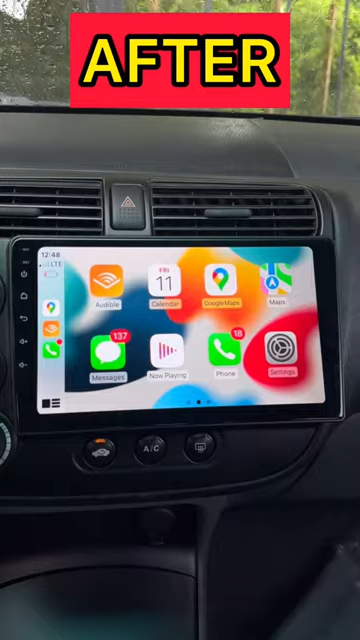 AFTER
12:48
LTE
FRI
11
Audible
Calendar
Google Maps
Maps
137
18
Messages
Now Playing
Phone
Settings
A/C